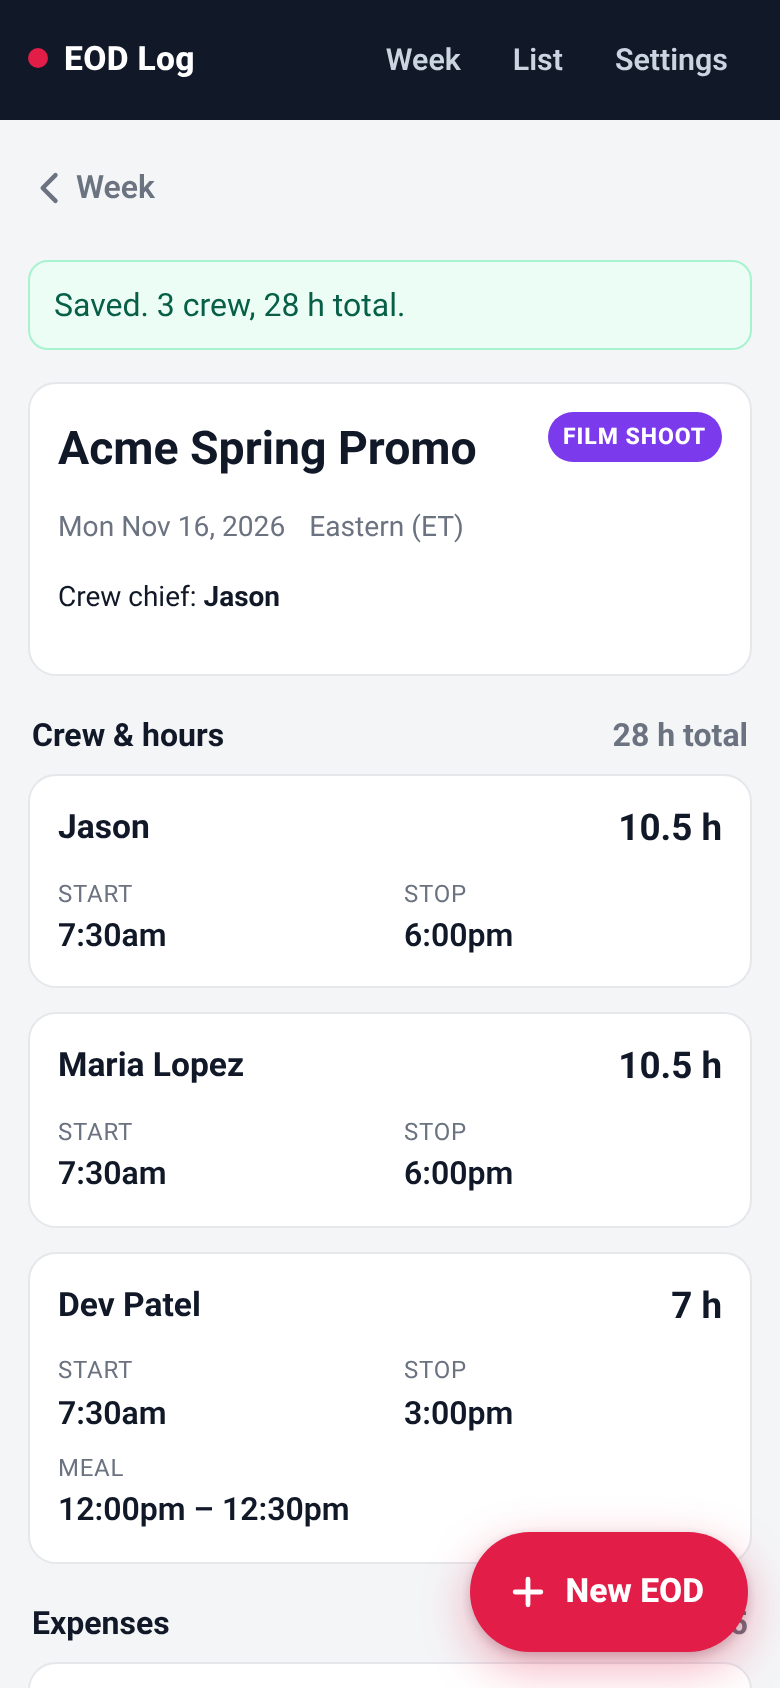 EOD Log Week List Settings
Week
Saved. 3 crew, 28 h total.
Acme Spring Promo FILM SHOOT
Mon Nov 16, 2026 Eastern (ET)
Crew chief: Jason
Crew & hours 28 h total
Jason 10.5 h
START STOP
7:30am 6:00pm
Maria Lopez 10.5 h
START STOP
7:30am 6:00pm
Dev Patel 7 h
START STOP
7:30am 3:00pm
MEAL
12:00pm – 12:30pm
+ New EOD
Expenses